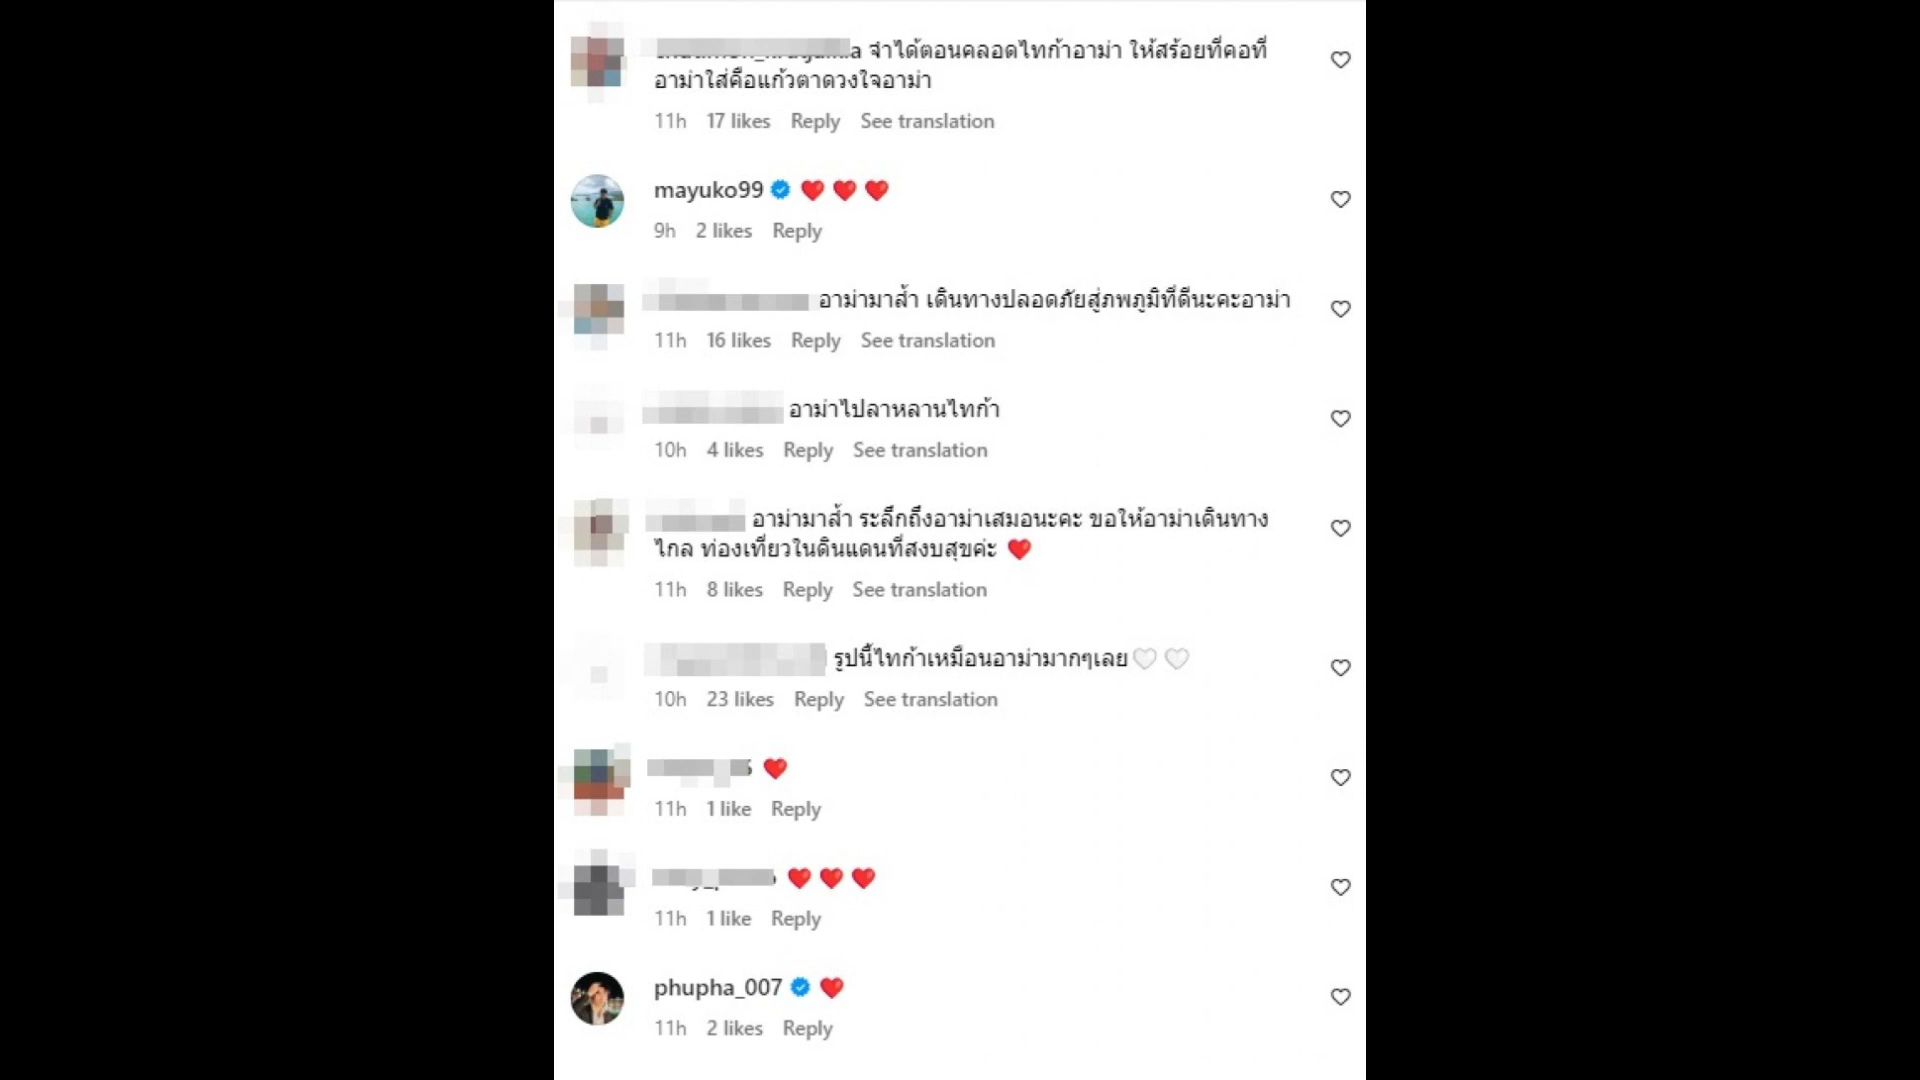 จำได้ตอนคลอดไทก้าอาม่า ให้สร้อยที่คอที่
อาม่าใส่คือแก้วตาดวงใจอาม่า
11h 17 likes Reply See translation
mayuko99 ❤️ ❤️ ❤️
9h 2 likes Reply
อาม่ามาส้ำ เดินทางปลอดภัยสู่ภพภูมิที่ดีนะคะอาม่า
11h 16 likes Reply See translation
อาม่าไปลาหลานไทก้า
10h 4 likes Reply See translation
อาม่ามาส้ำ ระลึกถึงอาม่าเสมอนะคะ ขอให้อาม่าเดินทาง
ไกล ท่องเที่ยวในดินแดนที่สงบสุขค่ะ ❤️
11h 8 likes Reply See translation
รูปนี้ไทก้าเหมือนอาม่ามากๆเลย🤍 🤍
10h 23 likes Reply See translation
❤️
11h 1 like Reply
❤️ ❤️ ❤️
11h 1 like Reply
phupha_007 ❤️
11h 2 likes Reply